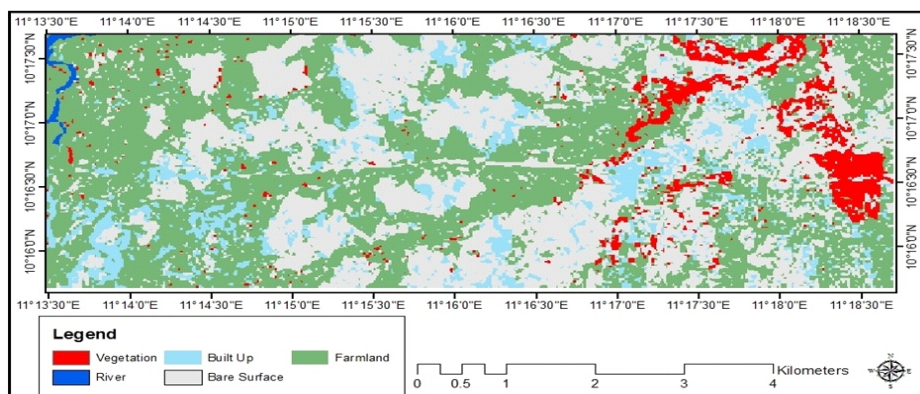 11°13'30"E 11°14'0"E 11°14'30"E 11°15'0"E 11°15'30"E 11°16'0"E 11°16'30"E 11°17'0"E 11°17'30"E 11°18'0"E 11°18'30"E
10°17'30"N 10°17'30"N
10°17'0"N 10°17'0"N
10°16'30"N 10°16'30"N
10°16'0"N 10°16'0"N
11°13'30"E 11°14'0"E 11°14'30"E 11°15'0"E 11°15'30"E 11°16'0"E 11°16'30"E 11°17'0"E 11°17'30"E 11°18'0"E 11°18'30"E
Legend
Vegetation Built Up Farmland
River Bare Surface
Kilometers
0 0.5 1 2 3 4
N
W E
S